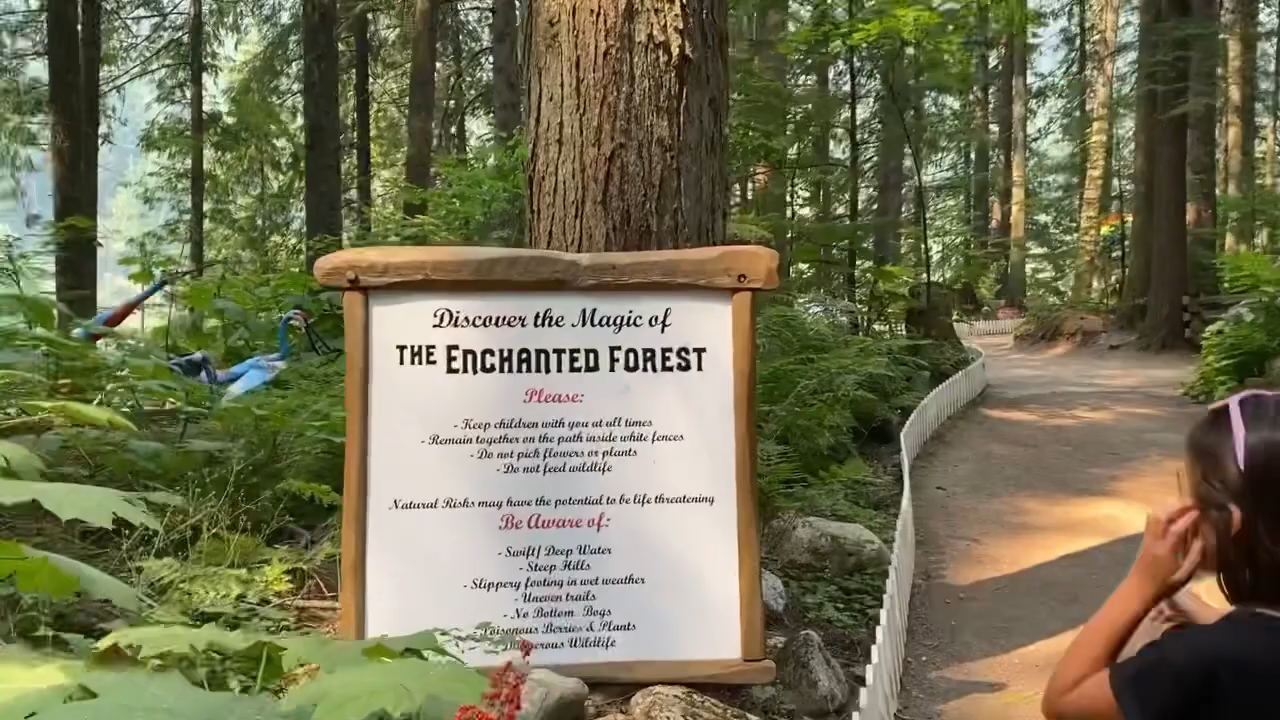 Discover the Magic of
THE ENCHANTED FOREST
Please:
- Keep children with you at all times
- Remain together on the path inside white fences
- Do not pick flowers or plants
- Do not feed wildlife
Natural Risks may have the potential to be life threatening
Be Aware of:
- Swift/ Deep Water
- Steep Hills
- Slippery footing in wet weather
- Uneven trails
- No Bottom Bogs
- Poisonous Berries & Plants
Dangerous Wildlife